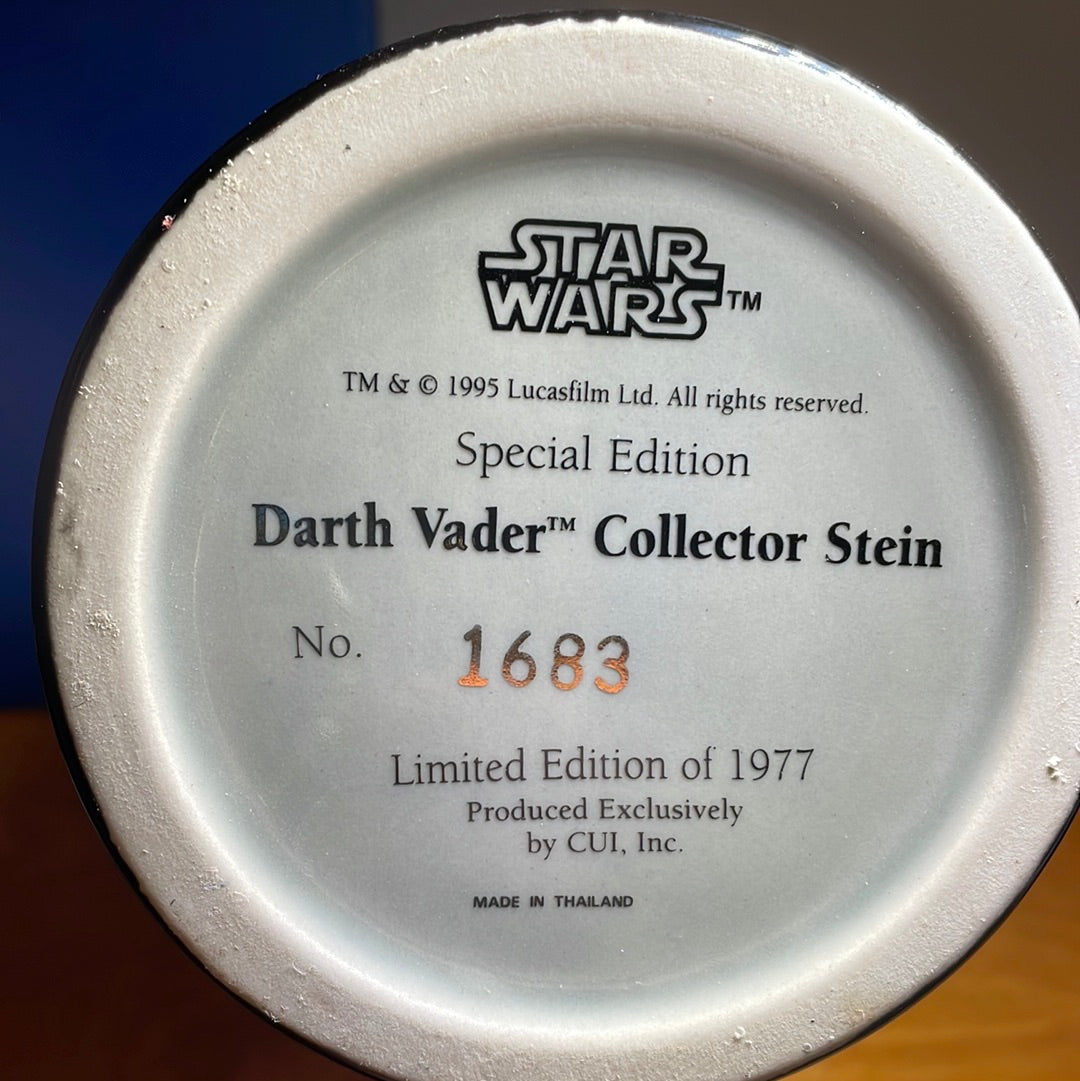 STAR
WARS™
TM & © 1995 Lucasfilm Ltd. All rights reserved.
Special Edition
Darth Vader™ Collector Stein
No. 1683
Limited Edition of 1977
Produced Exclusively
by CUI, Inc.
MADE IN THAILAND